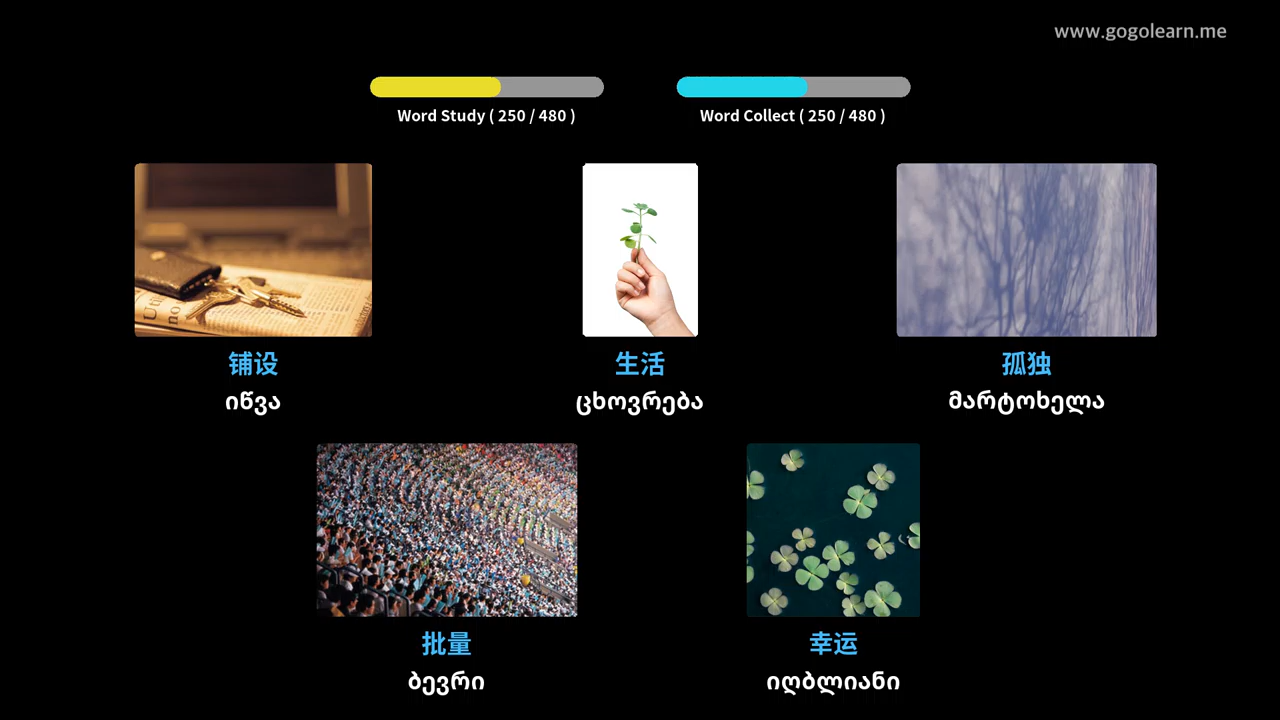 www.gogolearn.me
Word Study ( 250 / 480 )
Word Collect ( 250 / 480 )
铺设
იწვა
生活
ცხოვრება
孤独
მარტოხელა
批量
ბევრი
幸运
იღბლიანი